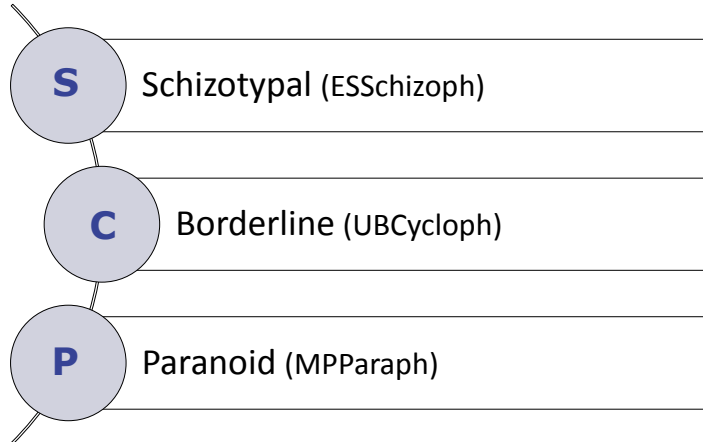 S
Schizotypal (ESSchizoph)
C
Borderline (UBCycloph)
P
Paranoid (MPParaph)